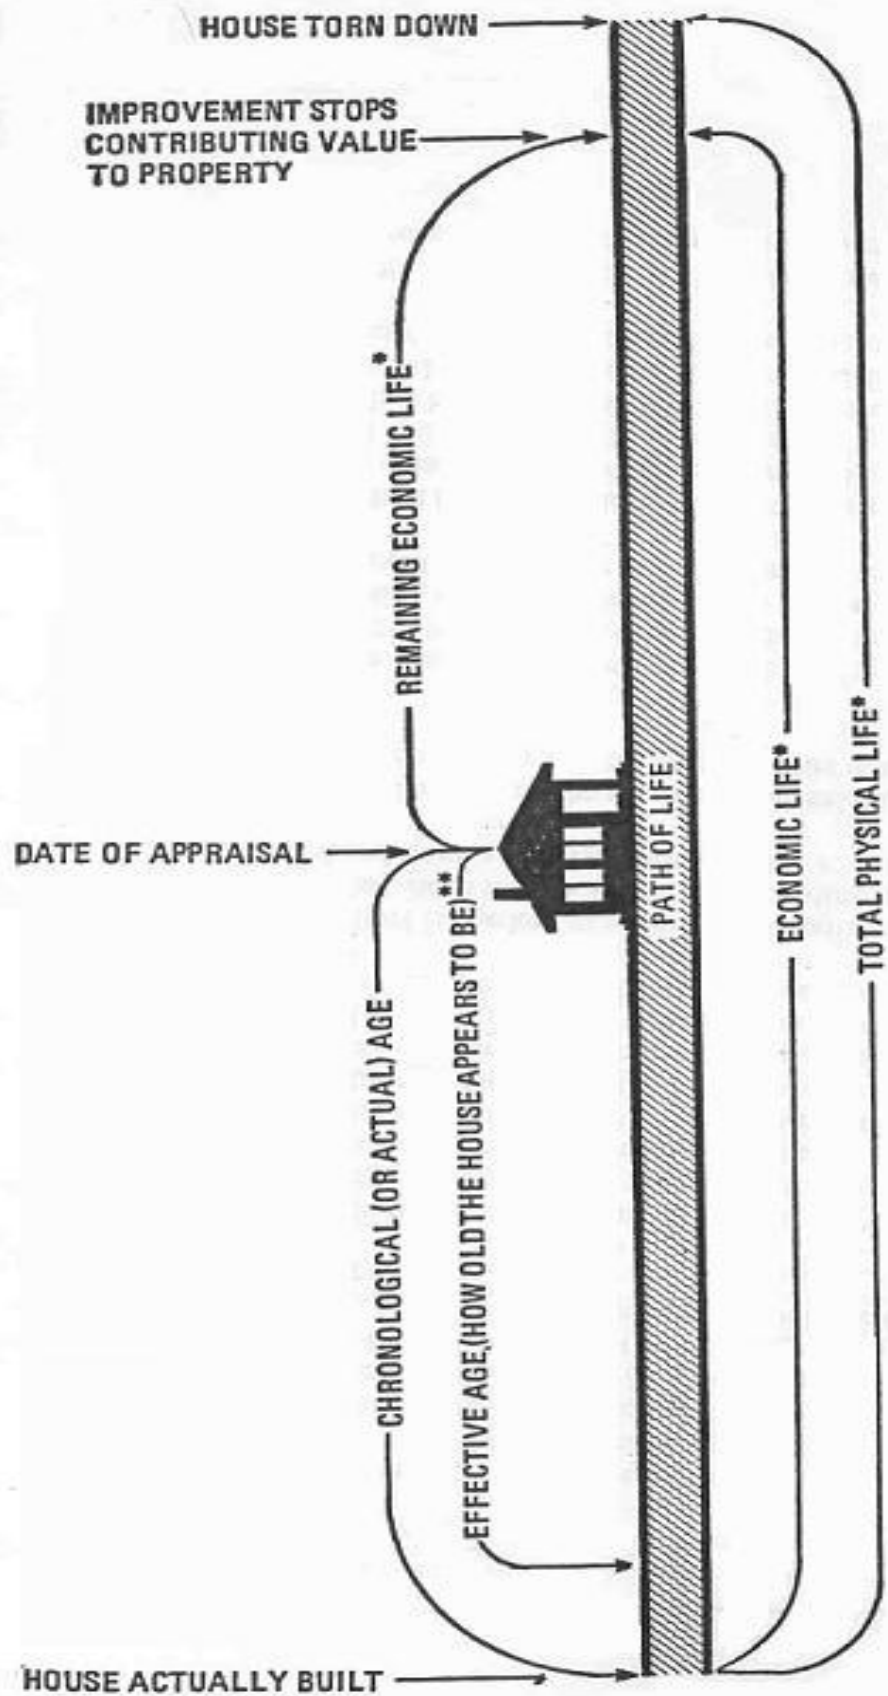 HOUSE TORN DOWN
IMPROVEMENT STOPS
CONTRIBUTING VALUE
TO PROPERTY
REMAINING ECONOMIC LIFE*
DATE OF APPRAISAL
CHRONOLOGICAL (OR ACTUAL) AGE
EFFECTIVE AGE, (HOW OLD THE HOUSE APPEARS TO BE)**
PATH OF LIFE
ECONOMIC LIFE*
TOTAL PHYSICAL LIFE*
HOUSE ACTUALLY BUILT